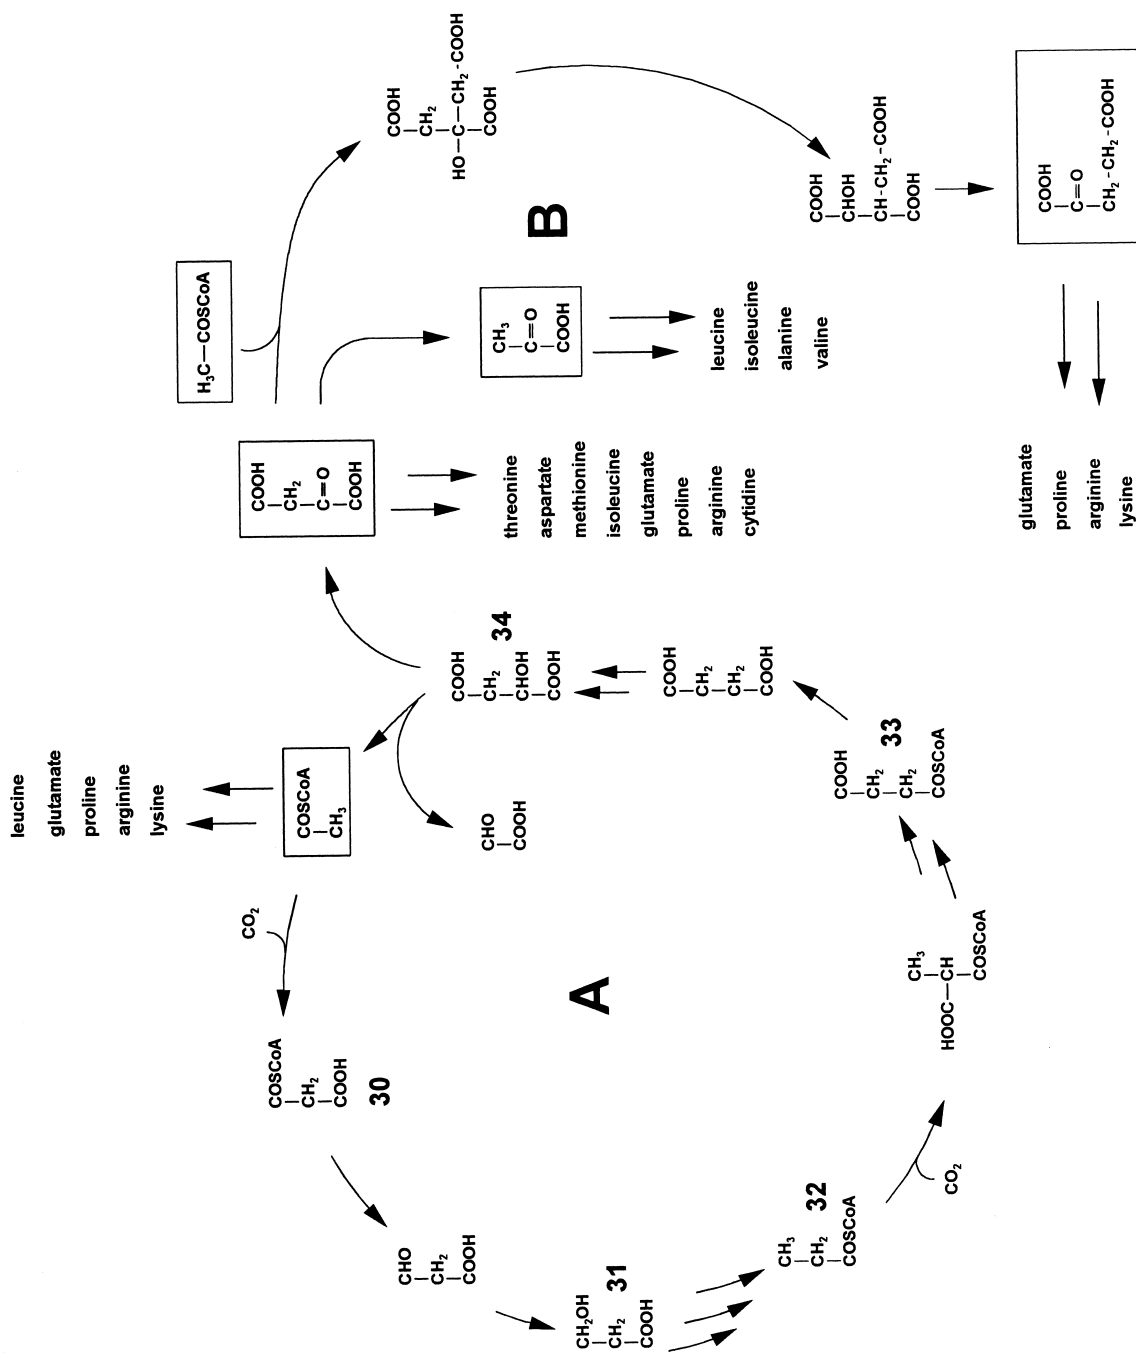 COOH
CH2
HO—C—CH2-COOH
COOH
B
H3C—COSCoA
COOH
CHOH
CH-CH2-COOH
COOH
COOH
C=O
CH2-CH2-COOH
CH3
C=O
COOH
leucine
isoleucine
alanine
valine
COOH
CH2
C=O
COOH
threonine
aspartate
methionine
isoleucine
glutamate
proline
arginine
cytidine
glutamate
proline
arginine
lysine
COOH
CH2
CHOH
COOH
34
COOH
CH2
CH2
COOH
COOH
CH2
CH2
COSCoA
33
leucine
glutamate
proline
arginine
lysine
COSCoA
CH3
CHO
COOH
CO2
A
CH3
HOOC—CH
COSCoA
COSCoA
CH2
COOH
30
CHO
CH2
COOH
CH2OH
CH2
COOH
31
CH3
CH2
COSCoA
32
CO2